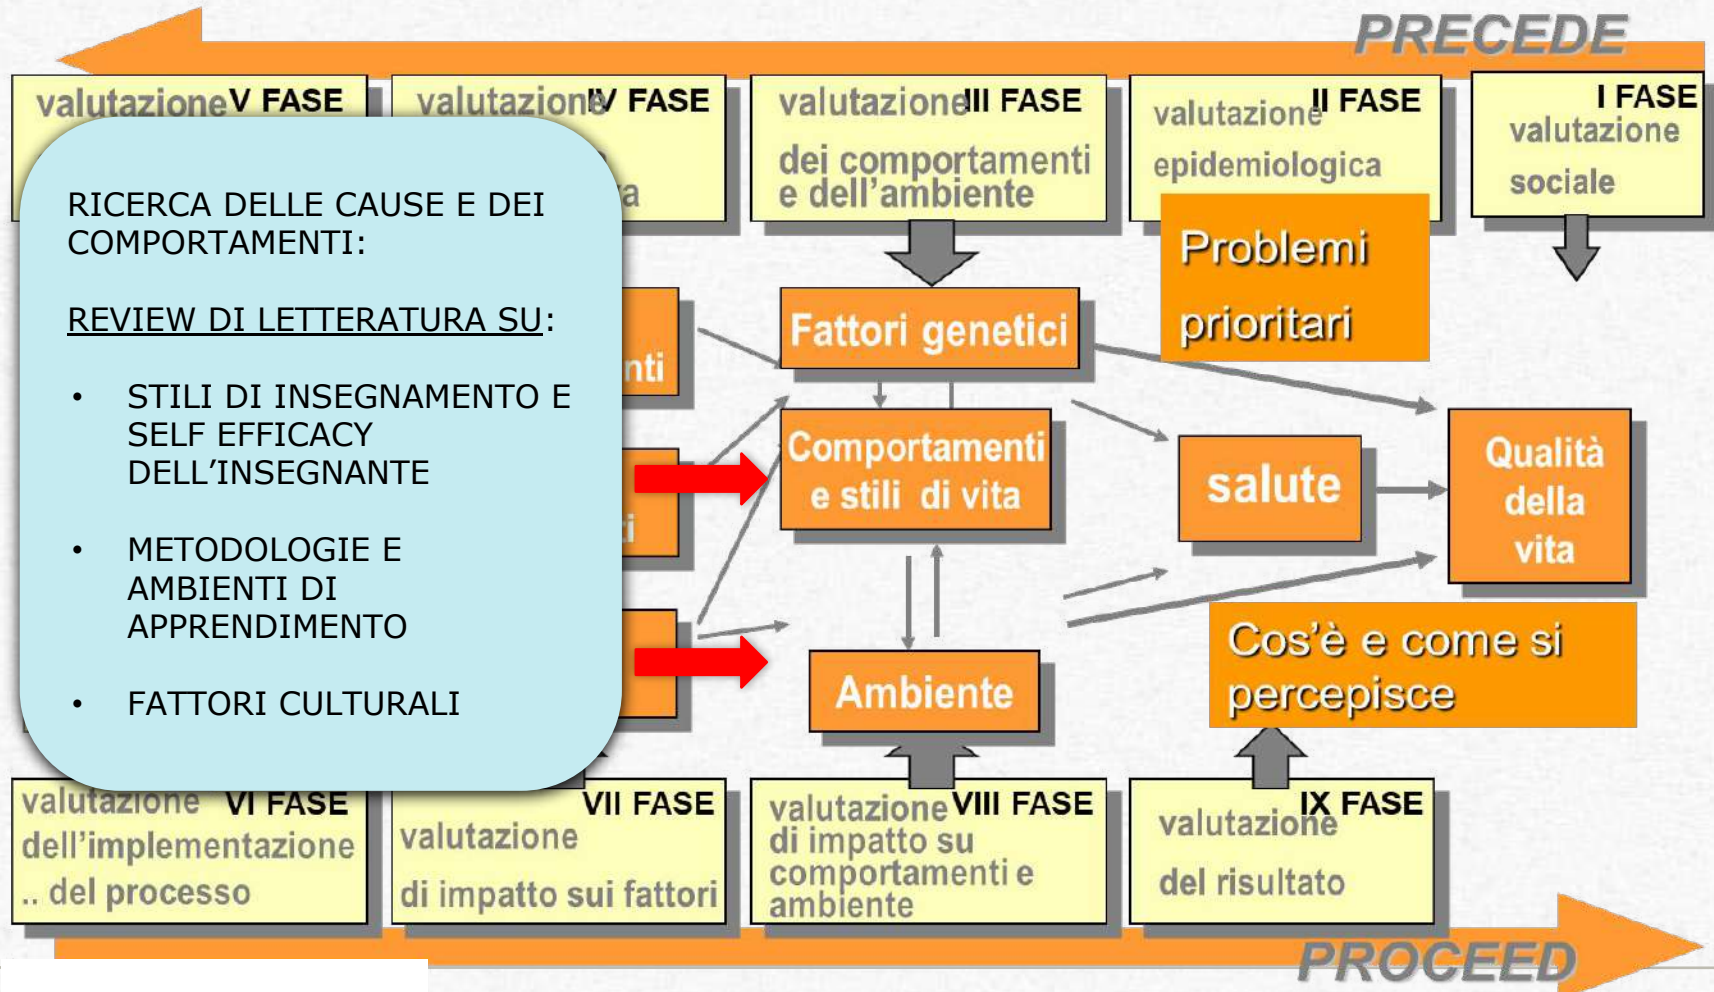 PRECEDE
valutazione V FASE
valutazione IV FASE
valutazione III FASE
dei comportamenti
e dell'ambiente
valutazione II FASE
epidemiologica
I FASE
valutazione
sociale
RICERCA DELLE CAUSE E DEI
COMPORTAMENTI:
REVIEW DI LETTERATURA SU:
• STILI DI INSEGNAMENTO E
SELF EFFICACY
DELL'INSEGNANTE
• METODOLOGIE E
AMBIENTI DI
APPRENDIMENTO
• FATTORI CULTURALI
Problemi
prioritari
Fattori genetici
Comportamenti
e stili di vita
salute
Qualità
della
vita
Ambiente
Cos'è e come si
percepisce
valutazione VI FASE
dell'implementazione
.. del processo
VII FASE
valutazione
di impatto sui fattori
valutazione VIII FASE
di impatto su
comportamenti e
ambiente
IX FASE
valutazione
del risultato
PROCEED